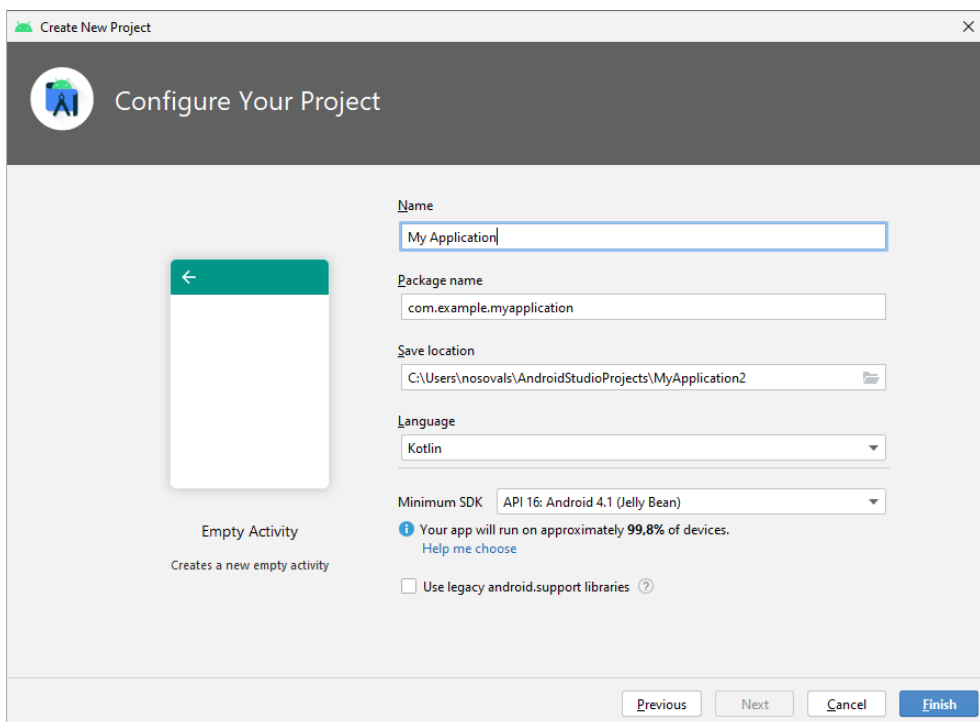 Create New Project
Configure Your Project
Name
My Application
Package name
com.example.myapplication
Save location
C:\Users\nosovals\AndroidStudioProjects\MyApplication2
Language
Kotlin
Minimum SDK API 16: Android 4.1 (Jelly Bean)
Your app will run on approximately 99,8% of devices.
Help me choose
Use legacy android.support libraries ?
Empty Activity
Creates a new empty activity
Previous Next Cancel Finish